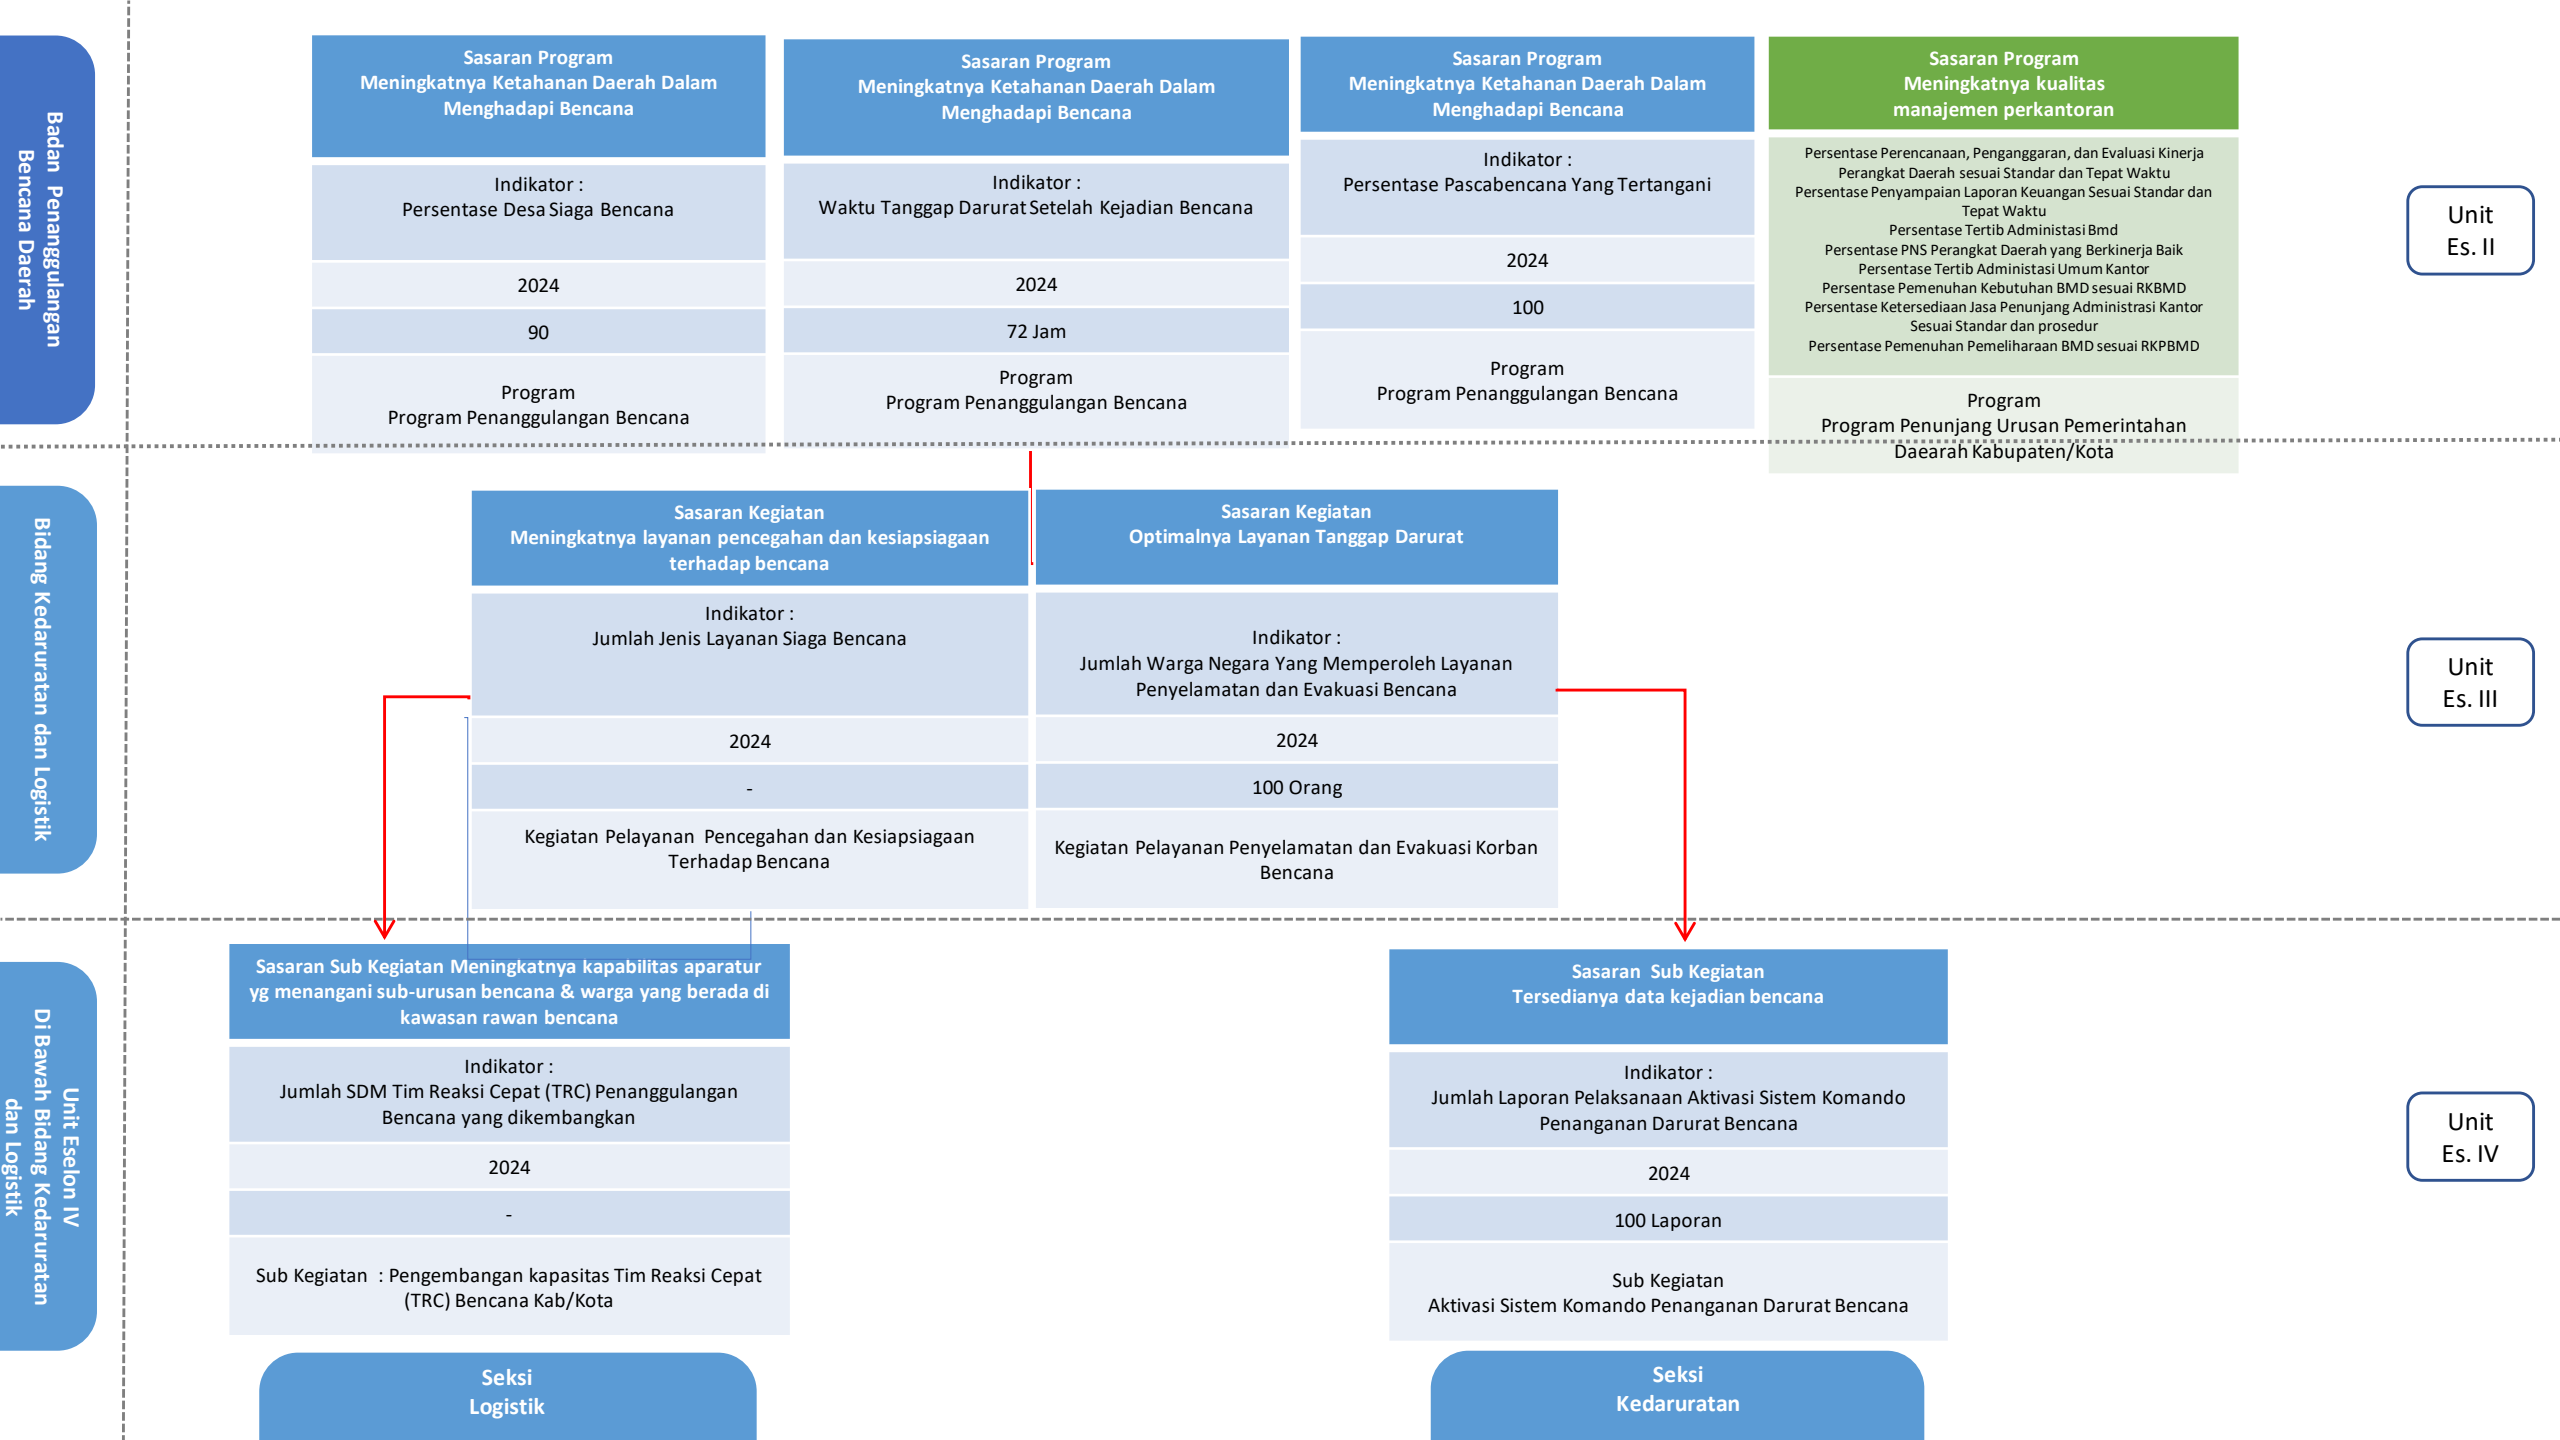 Badan Penanggulangan
Bencana Daerah
Sasaran Program
Meningkatnya Ketahanan Daerah Dalam
Menghadapi Bencana
Indikator :
Persentase Desa Siaga Bencana
2024
90
Program
Program Penanggulangan Bencana
Sasaran Program
Meningkatnya Ketahanan Daerah Dalam
Menghadapi Bencana
Indikator :
Waktu Tanggap Darurat Setelah Kejadian Bencana
2024
72 Jam
Program
Program Penanggulangan Bencana
Sasaran Program
Meningkatnya Ketahanan Daerah Dalam
Menghadapi Bencana
Indikator :
Persentase Pascabencana Yang Tertangani
2024
100
Program
Program Penanggulangan Bencana
Sasaran Program
Meningkatnya kualitas
manajemen perkantoran
Persentase Perencanaan, Penganggaran, dan Evaluasi Kinerja
Perangkat Daerah sesuai Standar dan Tepat Waktu
Persentase Penyampaian Laporan Keuangan Sesuai Standar dan
Tepat Waktu
Persentase Tertib Administasi Bmd
Persentase PNS Perangkat Daerah yang Berkinerja Baik
Persentase Tertib Administasi Umum Kantor
Persentase Pemenuhan Kebutuhan BMD sesuai RKBMD
Persentase Ketersediaan Jasa Penunjang Administrasi Kantor
Sesuai Standar dan prosedur
Persentase Pemenuhan Pemeliharaan BMD sesuai RKPBMD
Program
Program Penunjang Urusan Pemerintahan
Daearah Kabupaten/Kota
Unit
Es. II
Bidang Kedaruratan dan Logistik
Sasaran Kegiatan
Meningkatnya layanan pencegahan dan kesiapsiagaan
terhadap bencana
Indikator :
Jumlah Jenis Layanan Siaga Bencana
2024
-
Kegiatan Pelayanan  Pencegahan dan Kesiapsiagaan
Terhadap Bencana
Sasaran Kegiatan
Optimalnya Layanan Tanggap Darurat
Indikator :
Jumlah Warga Negara Yang Memperoleh Layanan
Penyelamatan dan Evakuasi Bencana
2024
100 Orang
Kegiatan Pelayanan Penyelamatan dan Evakuasi Korban
Bencana
Unit
Es. III
Unit Eselon IV
Di Bawah Bidang Kedaruratan
dan Logistik
Sasaran Sub Kegiatan Meningkatnya kapabilitas aparatur
yg menangani sub-urusan bencana & warga yang berada di
kawasan rawan bencana
Indikator :
Jumlah SDM Tim Reaksi Cepat (TRC) Penanggulangan
Bencana yang dikembangkan
2024
-
Sub Kegiatan  : Pengembangan kapasitas Tim Reaksi Cepat
(TRC) Bencana Kab/Kota
Seksi
Logistik
Sasaran  Sub Kegiatan
Tersedianya data kejadian bencana
Indikator :
Jumlah Laporan Pelaksanaan Aktivasi Sistem Komando
Penanganan Darurat Bencana
2024
100 Laporan
Sub Kegiatan
Aktivasi Sistem Komando Penanganan Darurat Bencana
Seksi
Kedaruratan
Unit
Es. IV